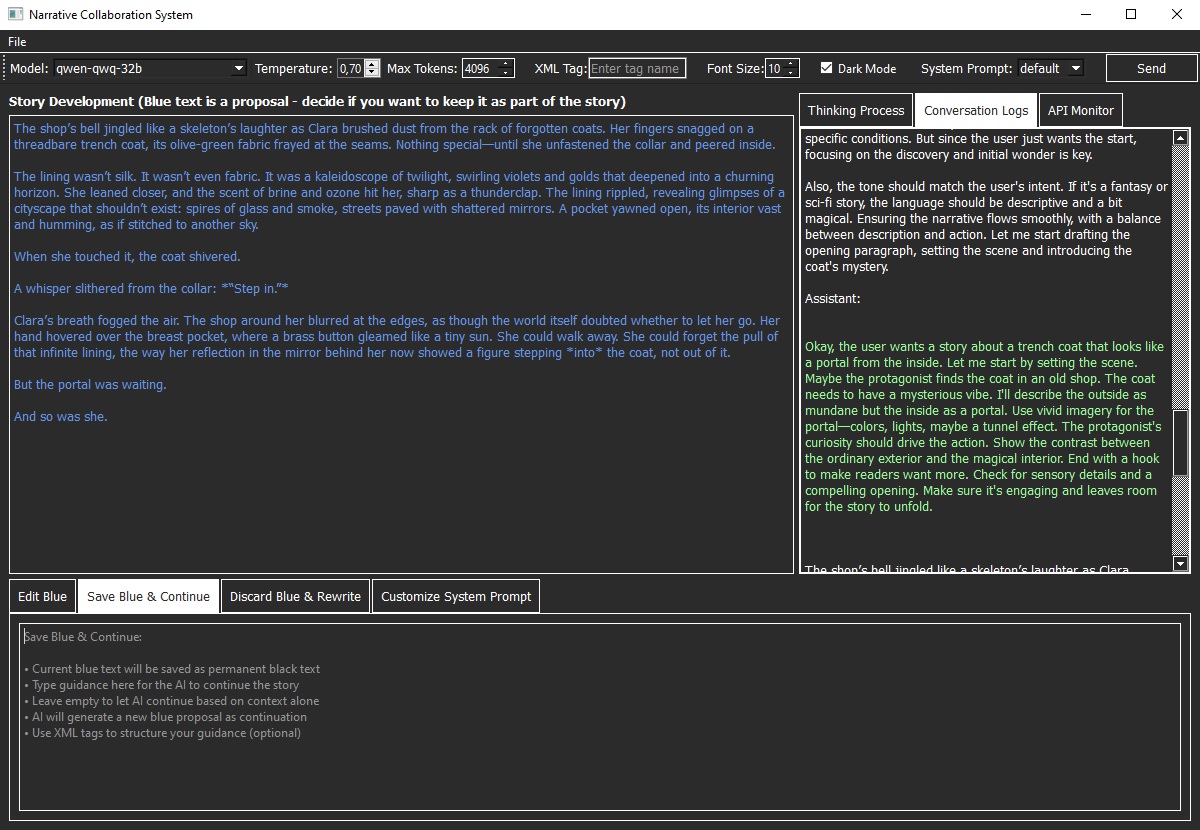 Narrative Collaboration System
File
Model: qwen-qwq-32b Temperature: 0,70 Max Tokens: 4096 XML Tag: Enter tag name Font Size: 10 Dark Mode System Prompt: default Send
Story Development (Blue text is a proposal - decide if you want to keep it as part of the story)
The shop’s bell jingled like a skeleton’s laughter as Clara brushed dust from the rack of forgotten coats. Her fingers snagged on a
threadbare trench coat, its olive-green fabric frayed at the seams. Nothing special—until she unfastened the collar and peered inside.
The lining wasn’t silk. It wasn’t even fabric. It was a kaleidoscope of twilight, swirling violets and golds that deepened into a churning
horizon. She leaned closer, and the scent of brine and ozone hit her, sharp as a thunderclap. The lining rippled, revealing glimpses of a
cityscape that shouldn’t exist: spires of glass and smoke, streets paved with shattered mirrors. A pocket yawned open, its interior vast
and humming, as if stitched to another sky.
When she touched it, the coat shivered.
A whisper slithered from the collar: *“Step in.”*
Clara’s breath fogged the air. The shop around her blurred at the edges, as though the world itself doubted whether to let her go. Her
hand hovered over the breast pocket, where a brass button gleamed like a tiny sun. She could walk away. She could forget the pull of
that infinite lining, the way her reflection in the mirror behind her now showed a figure stepping *into* the coat, not out of it.
But the portal was waiting.
And so was she.
Thinking Process Conversation Logs API Monitor
specific conditions. But since the user just wants the start,
focusing on the discovery and initial wonder is key.
Also, the tone should match the user's intent. If it's a fantasy or
sci-fi story, the language should be descriptive and a bit
magical. Ensuring the narrative flows smoothly, with a balance
between description and action. Let me start drafting the
opening paragraph, setting the scene and introducing the
coat's mystery.
Assistant:
Okay, the user wants a story about a trench coat that looks like
a portal from the inside. Let me start by setting the scene.
Maybe the protagonist finds the coat in an old shop. The coat
needs to have a mysterious vibe. I'll describe the outside as
mundane but the inside as a portal. Use vivid imagery for the
portal—colors, lights, maybe a tunnel effect. The protagonist's
curiosity should drive the action. Show the contrast between
the ordinary exterior and the magical interior. End with a hook
to make readers want more. Check for sensory details and a
compelling opening. Make sure it's engaging and leaves room
for the story to unfold.
The shop’s bell jingled like a skeleton’s laughter as Clara
Edit Blue Save Blue & Continue Discard Blue & Rewrite Customize System Prompt
Save Blue & Continue:
• Current blue text will be saved as permanent black text
• Type guidance here for the AI to continue the story
• Leave empty to let AI continue based on context alone
• AI will generate a new blue proposal as continuation
• Use XML tags to structure your guidance (optional)